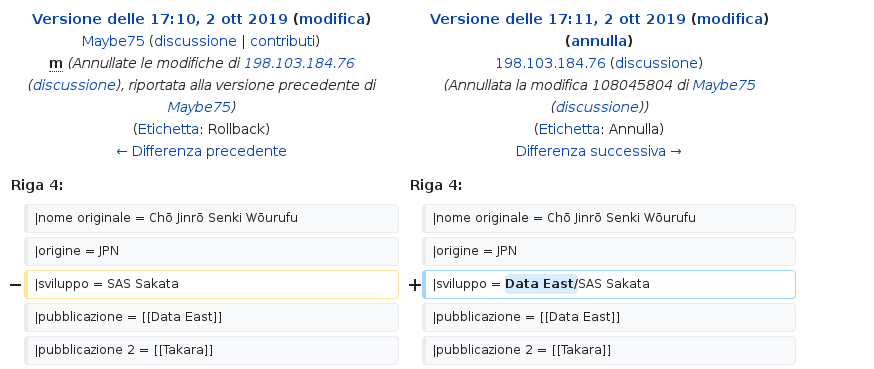 Versione delle 17:10, 2 ott 2019 (modifica)
Maybe75 (discussione | contributi)
m (Annullate le modifiche di 198.103.184.76
(discussione), riportata alla versione precedente di
Maybe75)
(Etichetta: Rollback)
← Differenza precedente
Versione delle 17:11, 2 ott 2019 (modifica)
(annulla)
198.103.184.76 (discussione)
(Annullata la modifica 108045804 di Maybe75
(discussione))
(Etichetta: Annulla)
Differenza successiva →
Riga 4:
|nome originale = Chō Jinrō Senki Wōurufu
|origine = JPN
− |sviluppo = SAS Sakata
|pubblicazione = [[Data East]]
|pubblicazione 2 = [[Takara]]
Riga 4:
|nome originale = Chō Jinrō Senki Wōurufu
|origine = JPN
+ |sviluppo = Data East/SAS Sakata
|pubblicazione = [[Data East]]
|pubblicazione 2 = [[Takara]]